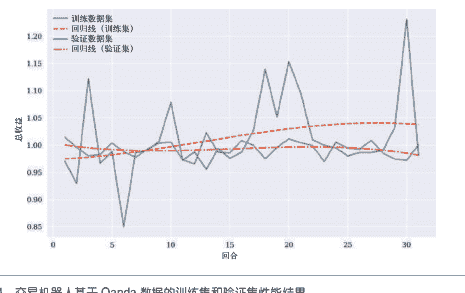 训练数据集
回归线（训练集）
验证数据集
回归线（验证集）
1.20
1.15
1.10
1.05
1.00
0.95
0.90
0.85
总收益
0 5 10 15 20 25 30
回合
交易机器人基于 Oanda 数据的训练集和验证集性能结果